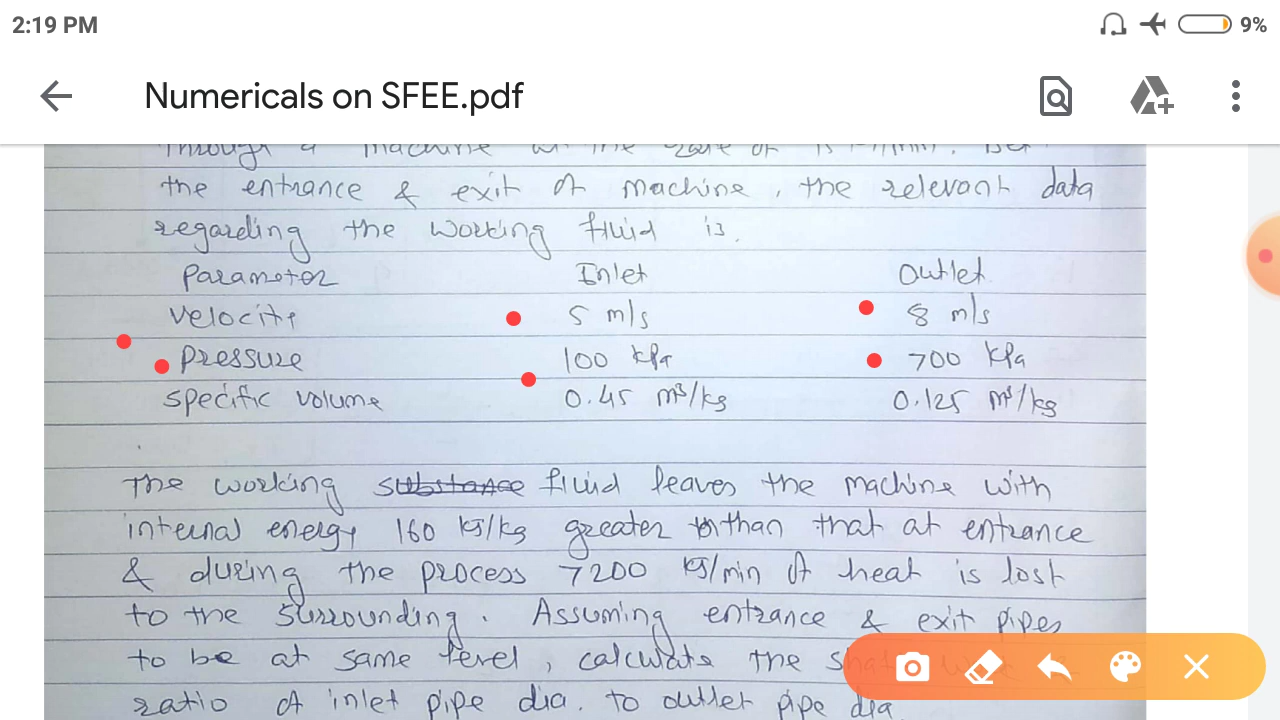 2:19 PM
9%
Numericals on SFEE.pdf
through a machine
the entrance & exit of machine, the relevant data
regarding the working fluid is.
Parameter Inlet Outlet
Velocity 5 m/s 8 m/s
Pressure 100 kPa 700 kPa
specific volume 0.45 m³/kg 0.125 m³/kg
The working substance fluid leaves the machine with
internal energy 160 kJ/kg greater than that at entrance
& during the process 7200 kJ/min of heat is lost
to the surrounding. Assuming entrance & exit pipes
to be at same level, calculate the
ratio of inlet pipe dia. to outlet pipe dia.